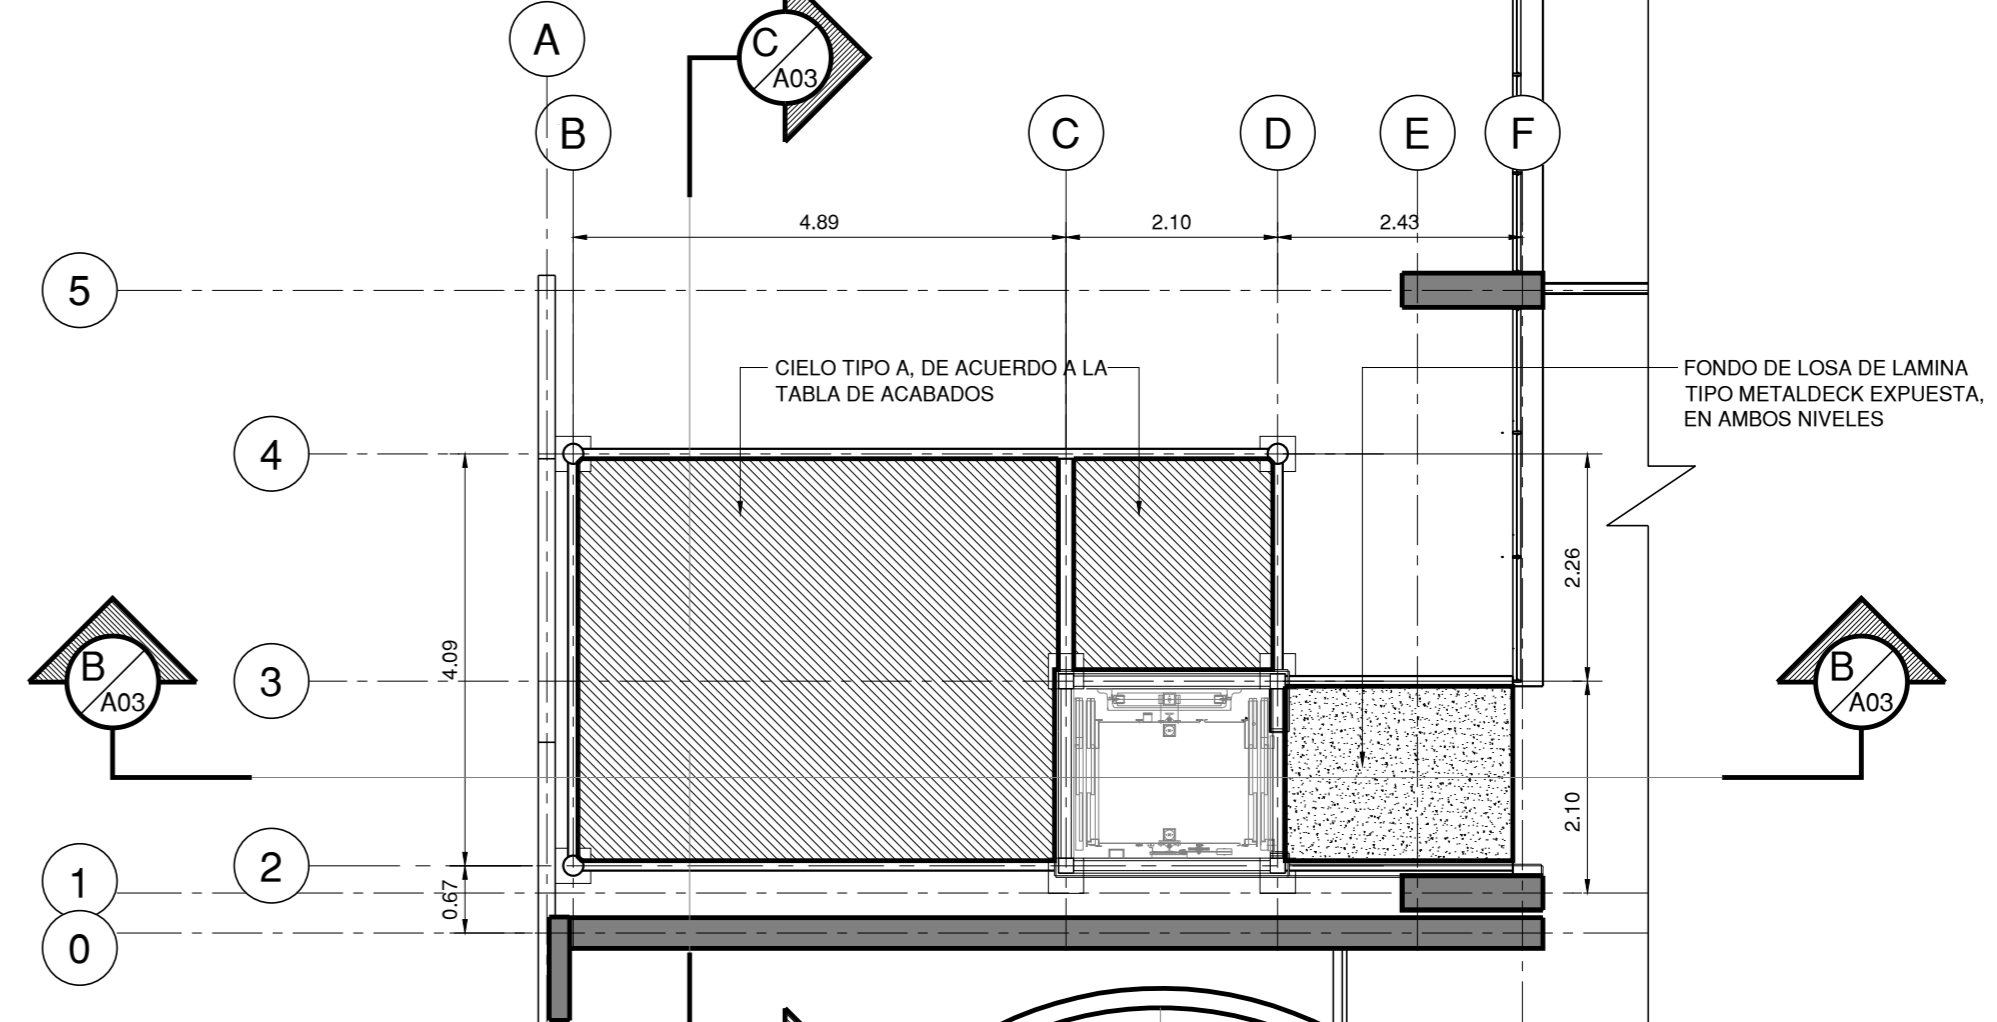 A
C
A03
B
C
D
E
F
4.89
2.10
2.43
5
CIELO TIPO A, DE ACUERDO A LA
TABLA DE ACABADOS
FONDO DE LOSA DE LAMINA
TIPO METALDECK EXPUESTA,
EN AMBOS NIVELES
4
2.26
4.09
3
B
A03
B
A03
2.10
2
1
0.67
0